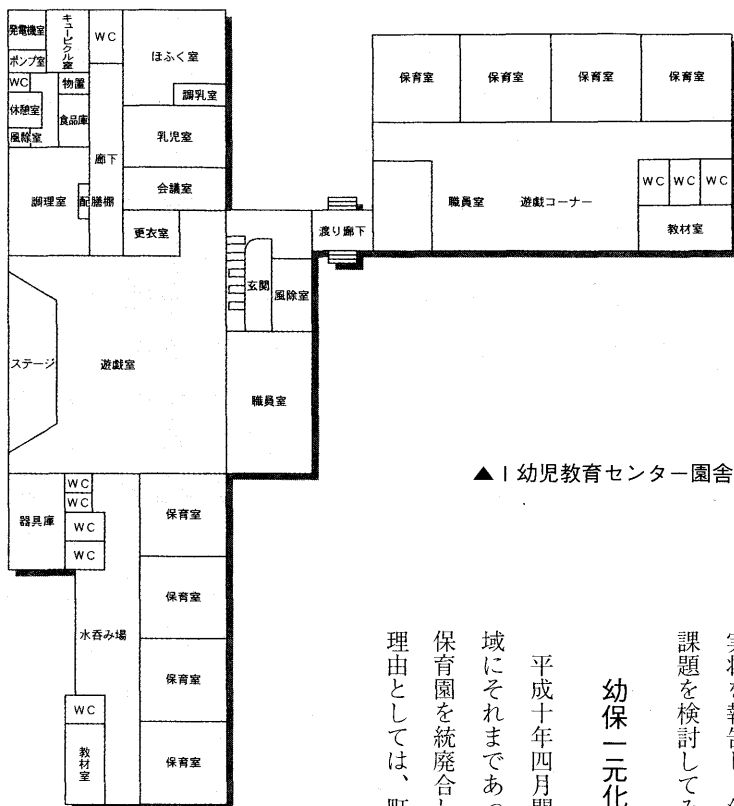 発電機室
キュービクル室
WC
ほふく室
ポンプ室
調乳室
WC
物置
休憩室
食品庫
風除室
廊下
乳児室
会議室
調理室
配膳棚
更衣室
玄関
風除室
渡り廊下
ステージ
遊戯室
職員室
器具庫
WC
WC
WC
WC
保育室
保育室
水呑み場
保育室
WC
教材室
保育室
保育室
保育室
保育室
保育室
職員室
遊戯コーナー
WC
WC
WC
教材室
▲I幼児教育センター園舎
課題を検討してみ
幼保一元化
平成十年四月開
域にそれまであっ
保育園を統廃合し
理由としては、町